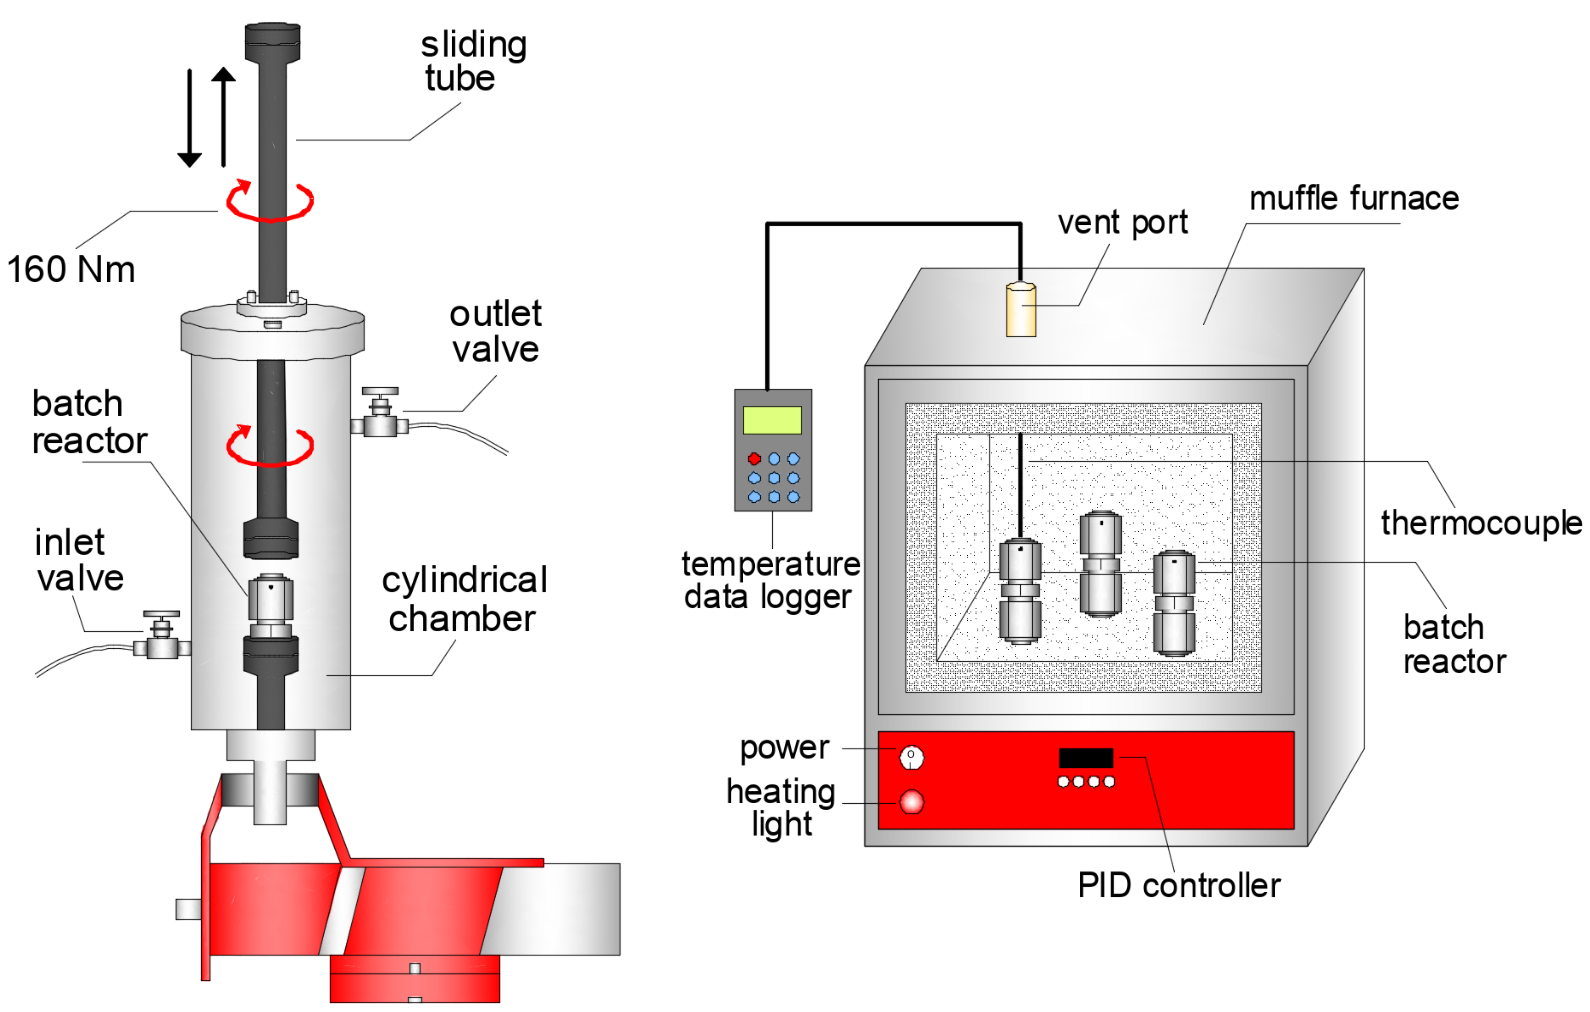 sliding
tube
160 Nm
outlet
valve
batch
reactor
inlet
valve
cylindrical
chamber
muffle furnace
vent port
thermocouple
temperature
data logger
batch
reactor
power
heating
light
PID controller